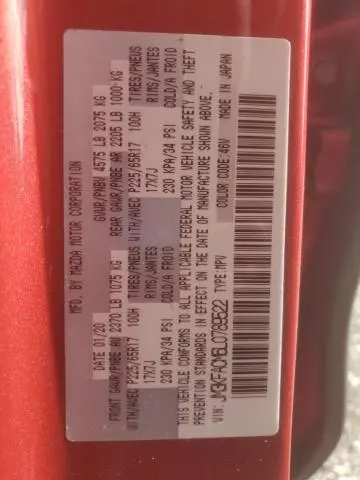 MFD. BY MAZDA MOTOR CORPORATION
GVWR/PNBV 4575 LB 2075 KG
DATE 01/20
FRONT GAWR/PNBE AV 2370 LB 1075 KG REAR GAWR/PNBE AR 2205 LB 1000 KG
WITH/AVEC P225/65R17 100H TIRES/PNEUS WITH/AVEC P225/65R17 100H TIRES/PNEUS
17X7J RIMS/JANTES 17X7J RIMS/JANTES
230 KPA/34 PSI COLD/A FROID 230 KPA/34 PSI COLD/A FROID
THIS VEHICLE CONFORMS TO ALL APPLICABLE FEDERAL MOTOR VEHICLE SAFETY AND THEFT
PREVENTION STANDARDS IN EFFECT ON THE DATE OF MANUFACTURE SHOWN ABOVE.
TYPE:MPV COLOR CODE:46V MADE IN JAPAN
VIN: JM3KFACM6L0789522